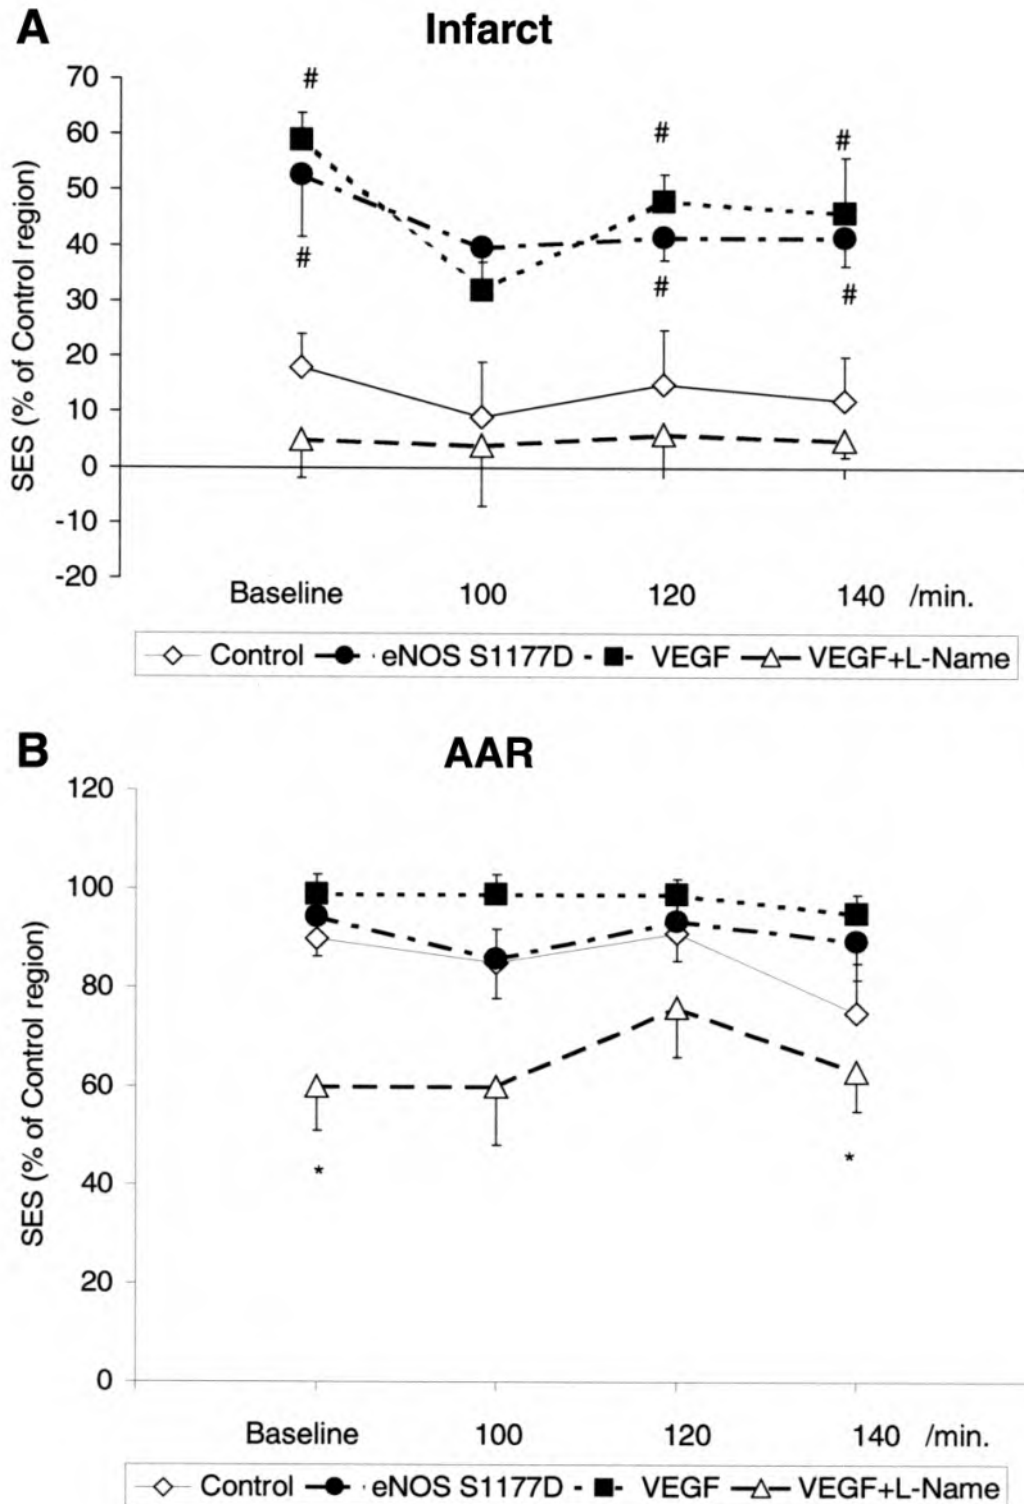 A
Infarct
SES (% of Control region)
70
#
60
#
#
50
40
#
#
#
30
20
10
0
-10
-20
Baseline 100 120 140 /min.
Control eNOS S1177D VEGF VEGF+L-Name
B
AAR
SES (% of Control region)
120
100
80
60
40
*
*
20
0
Baseline 100 120 140 /min.
Control eNOS S1177D VEGF VEGF+L-Name